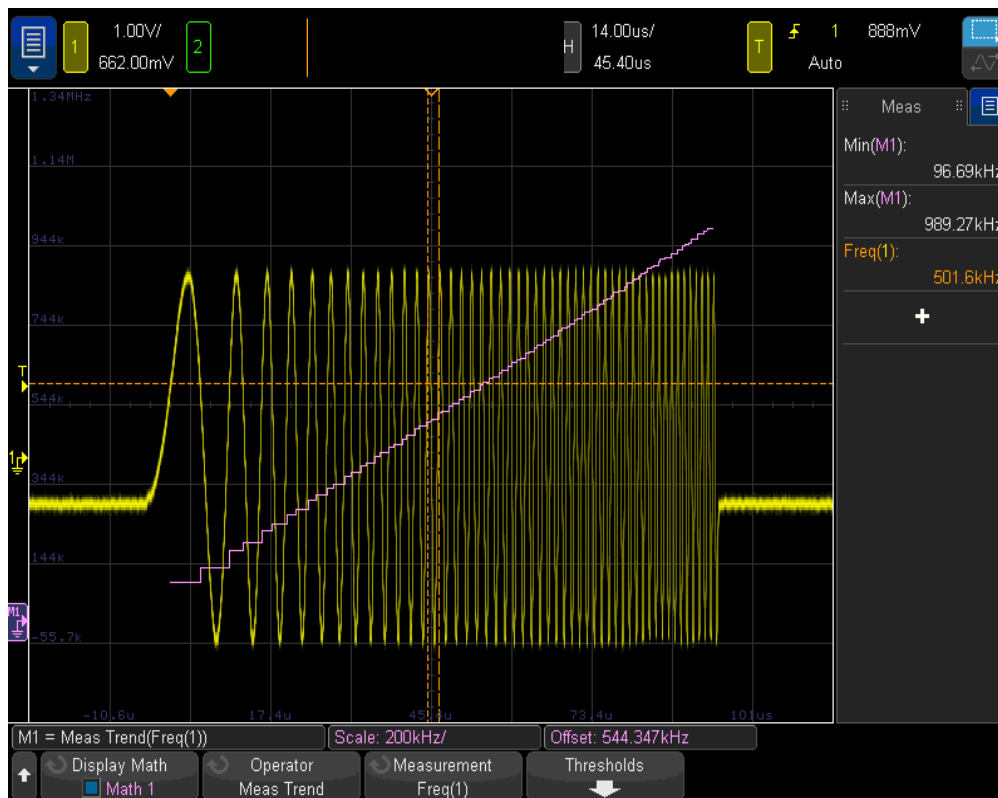 1
1.00V/
662.00mV
2
H
14.00us/
45.40us
T
1
888mV
Auto
1.34MHz
1.14M
944k
744k
544k
344k
144k
-55.7k
T
1
M1
-10.6u
17.4u
73.4u
101us
Meas
Min(M1):
96.69kHz
Max(M1):
989.27kHz
Freq(1):
501.6kHz
+
M1 = Meas Trend(Freq(1))
Scale: 200kHz/
Offset: 544.347kHz
Display Math
Math 1
Operator
Meas Trend
Measurement
Freq(1)
Thresholds